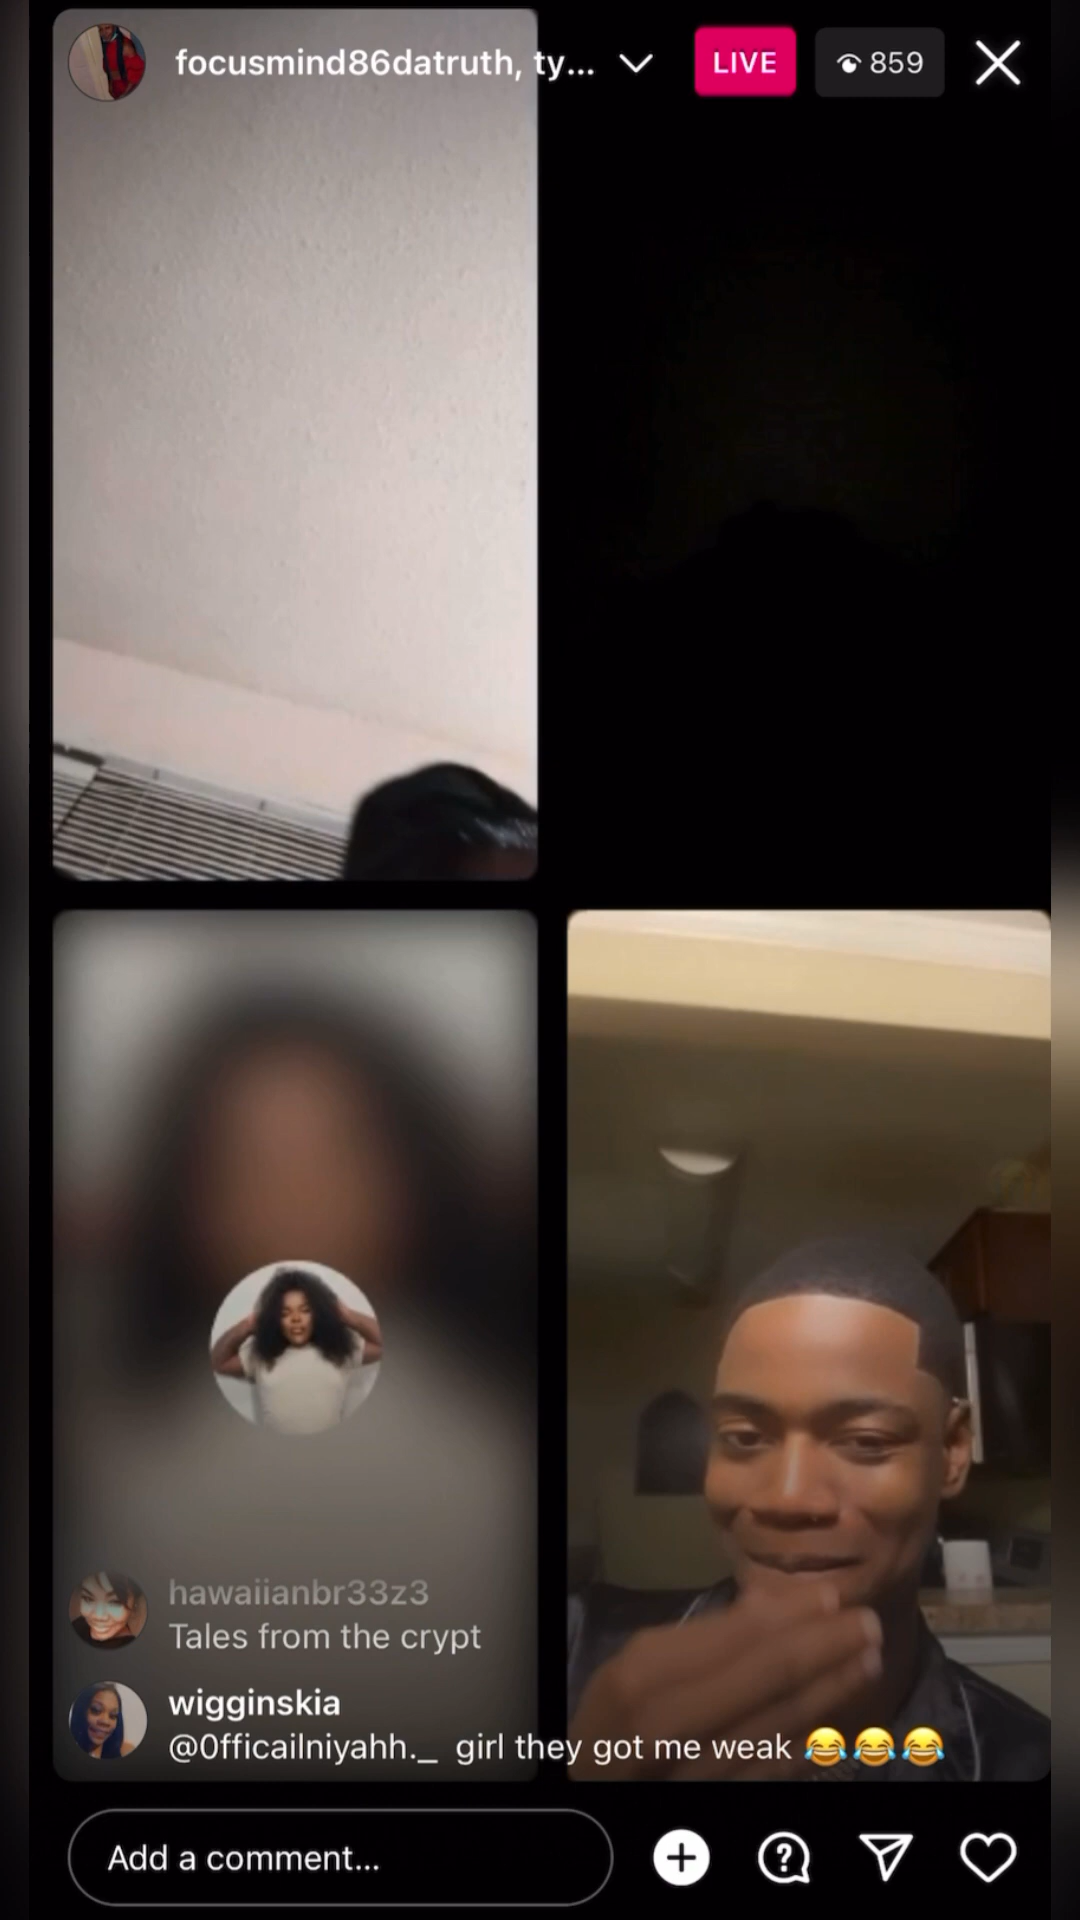 focusmind86datruth, ty...
LIVE
859
hawaiianbr33z3
Tales from the crypt
wigginskia
@0fficailniyahh._ girl they got me weak 😂😂😂
Add a comment...